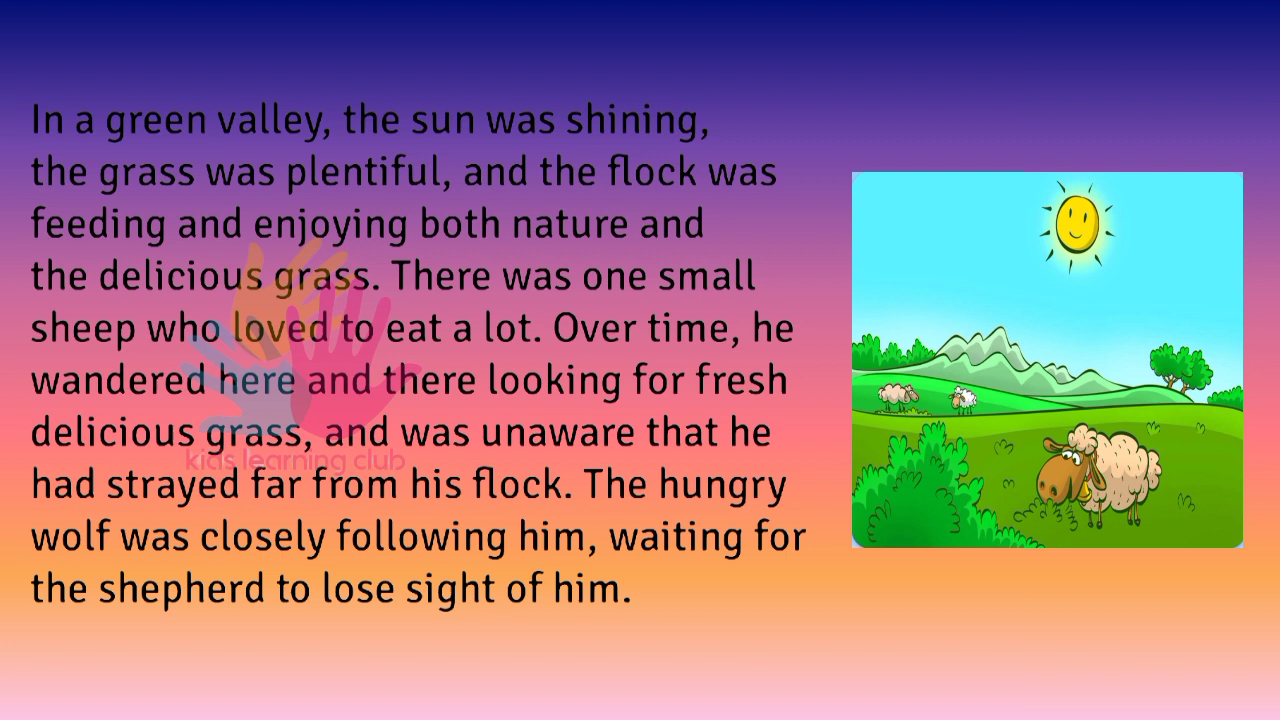 In a green valley, the sun was shining,
the grass was plentiful, and the flock was
feeding and enjoying both nature and
the delicious grass. There was one small
sheep who loved to eat a lot. Over time, he
wandered here and there looking for fresh
delicious grass, and was unaware that he
kids learning club
had strayed far from his flock. The hungry
wolf was closely following him, waiting for
the shepherd to lose sight of him.